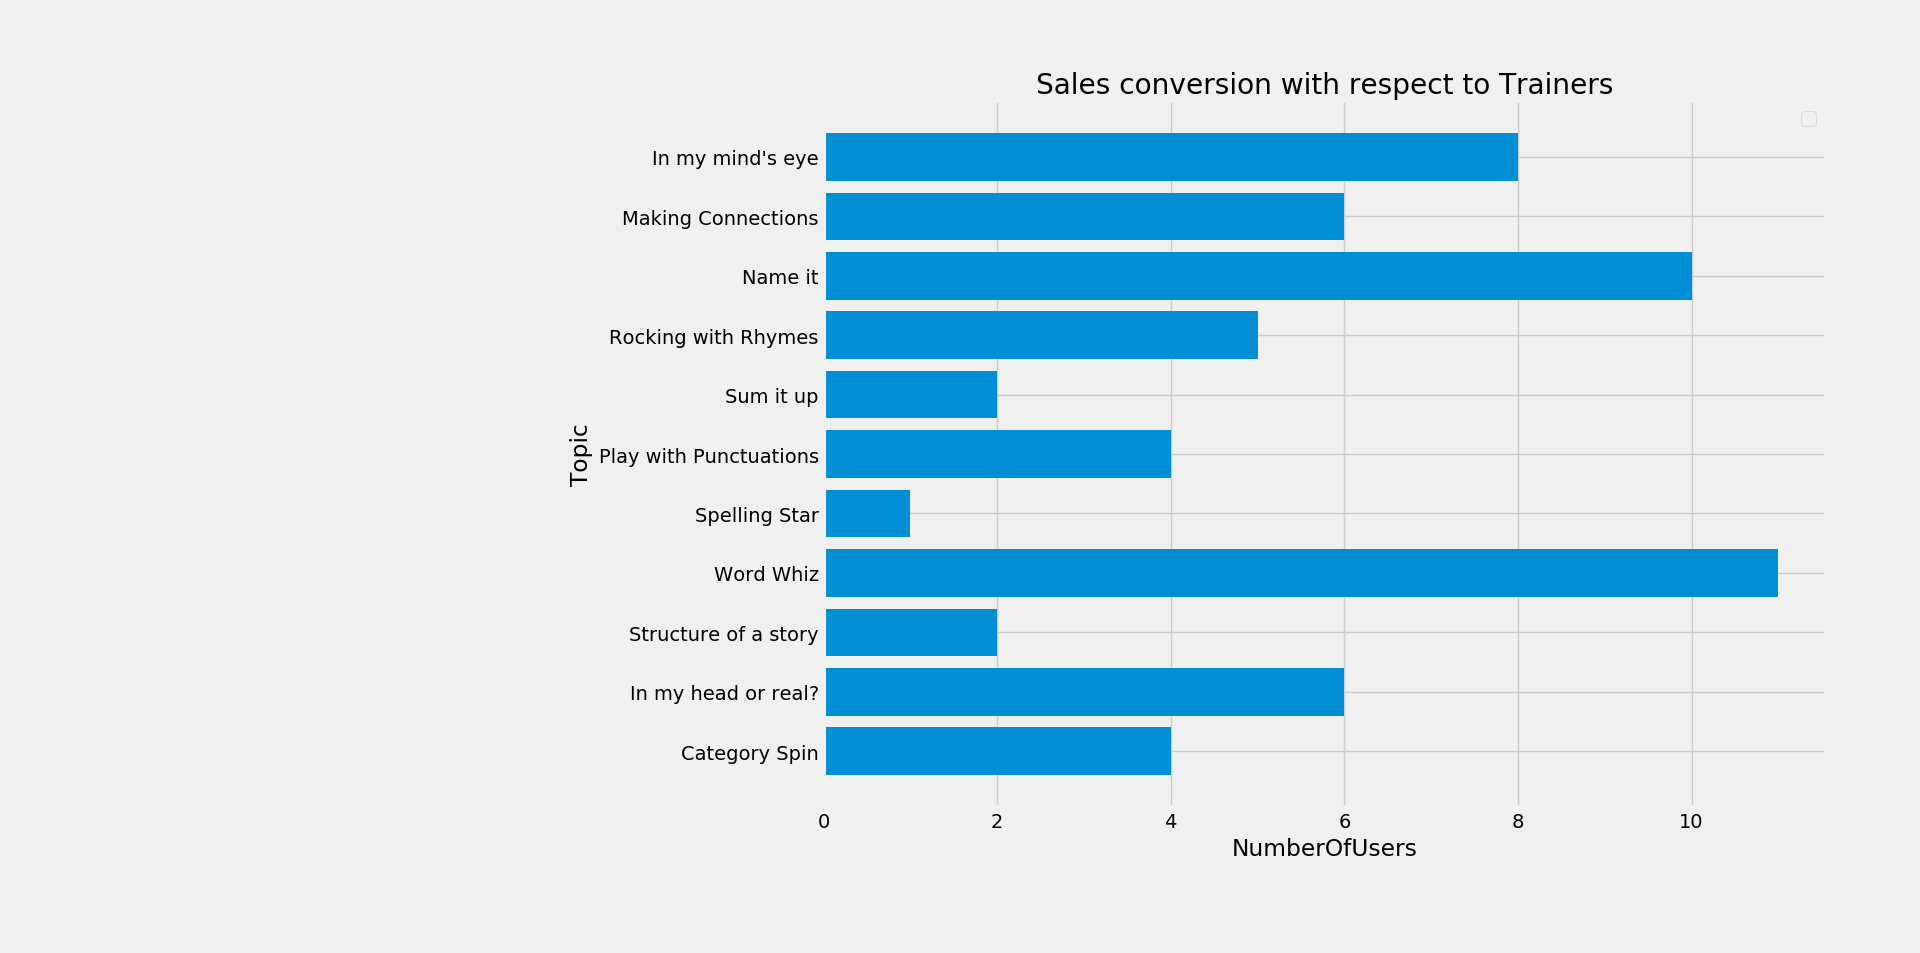 Sales conversion with respect to Trainers
In my mind's eye
Making Connections
Name it
Rocking with Rhymes
Sum it up
Play with Punctuations
Spelling Star
Word Whiz
Structure of a story
In my head or real?
Category Spin
Topic
0 2 4 6 8 10
NumberOfUsers